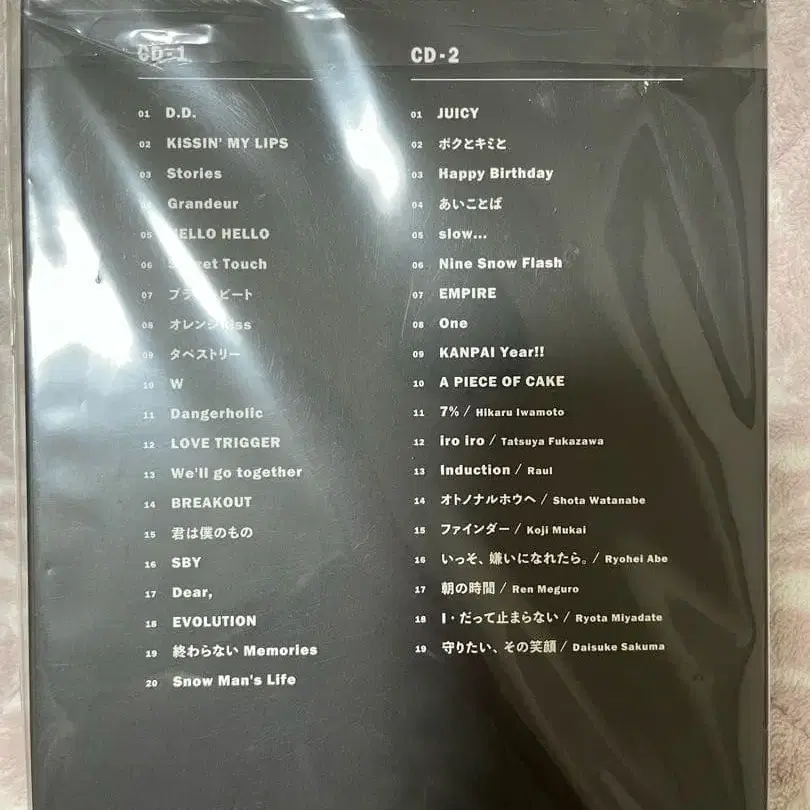 CD-1
01 D.D.
02 KISSIN' MY LIPS
03 Stories
Grandeur
05 HELLO HELLO
06 Touch
07
08 オレンジkiss
09 タペストリー
10 W
11 Dangerholic
12 LOVE TRIGGER
13 We'll go together
14 BREAKOUT
15 君は僕のもの
16 SBY
17 Dear,
18 EVOLUTION
19 終わらない Memories
20 Snow Man's Life
CD-2
01 JUICY
02 ボクとキミと
03 Happy Birthday
04 あいことば
05 slow...
06 Nine Snow Flash
07 EMPIRE
08 One
09 KANPAI Year!!
10 A PIECE OF CAKE
11 7% / Hikaru Iwamoto
12 iro iro / Tatsuya Fukazawa
13 Induction / Raul
14 オトノナルホウヘ / Shota Watanabe
15 ファインダー / Koji Mukai
16 いっそ、嫌いになれたら。 / Ryohei Abe
17 朝の時間 / Ren Meguro
18 I・だって止まらない / Ryota Miyadate
19 守りたい、その笑顔 / Daisuke Sakuma